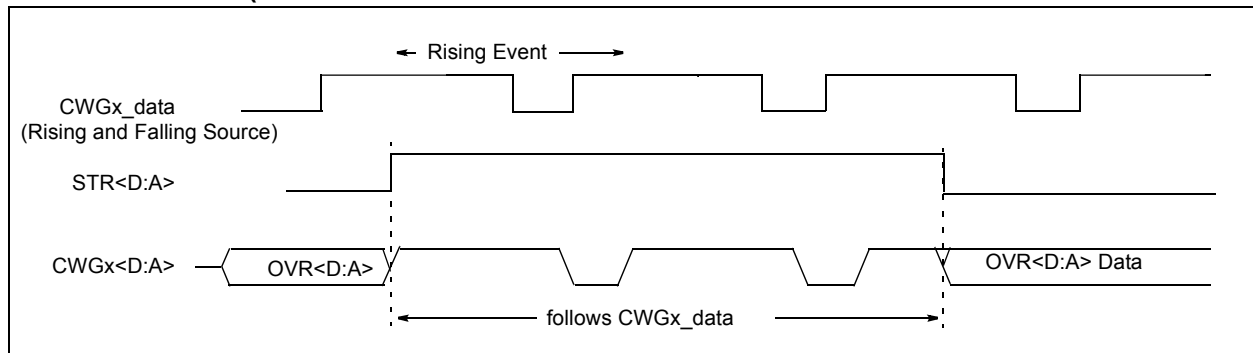 Rising Event
CWGx_data
(Rising and Falling Source)
STR<D:A>
CWGx<D:A>
OVR<D:A>
OVR<D:A> Data
follows CWGx_data